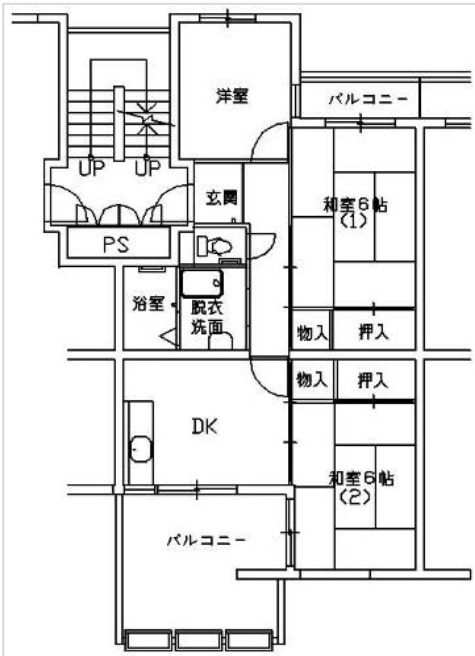 洋室
バルコニー
UP
UP
玄関
和室6帖
(1)
PS
浴室
脱衣
洗面
物入
押入
物入
押入
DK
和室6帖
(2)
バルコニー